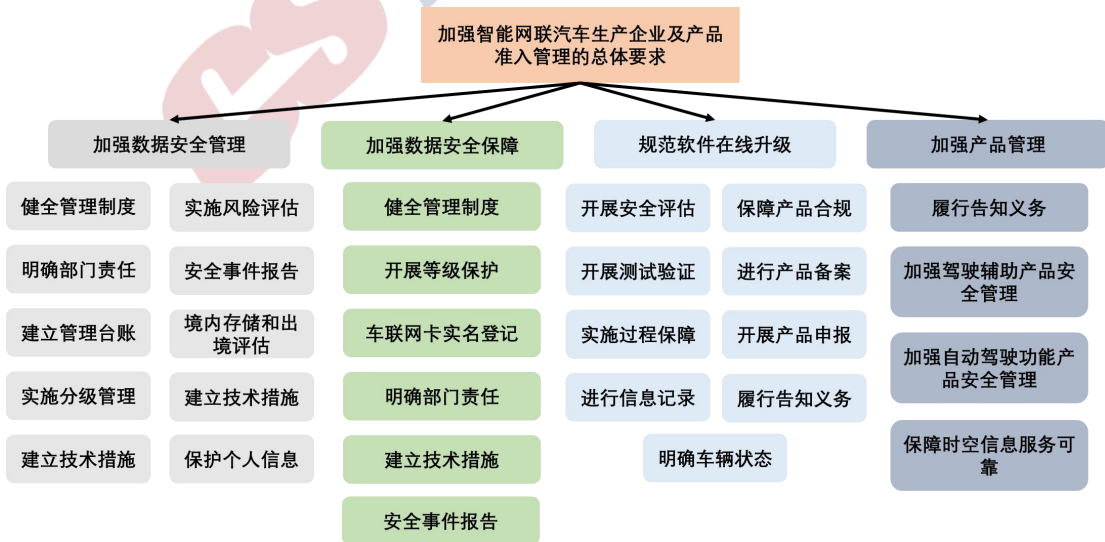 加强智能网联汽车生产企业及产品
准入管理的总体要求
加强数据安全管理
健全管理制度
实施风险评估
明确部门责任
安全事件报告
建立管理台账
境内存储和出
境评估
实施分级管理
建立技术措施
建立技术措施
保护个人信息
加强数据安全保障
健全管理制度
开展等级保护
车联网卡实名登记
明确部门责任
建立技术措施
安全事件报告
规范软件在线升级
开展安全评估
保障产品合规
开展测试验证
进行产品备案
实施过程保障
开展产品申报
进行信息记录
履行告知义务
明确车辆状态
加强产品管理
履行告知义务
加强驾驶辅助产品安
全管理
加强自动驾驶功能产
品安全管理
保障时空信息服务可
靠